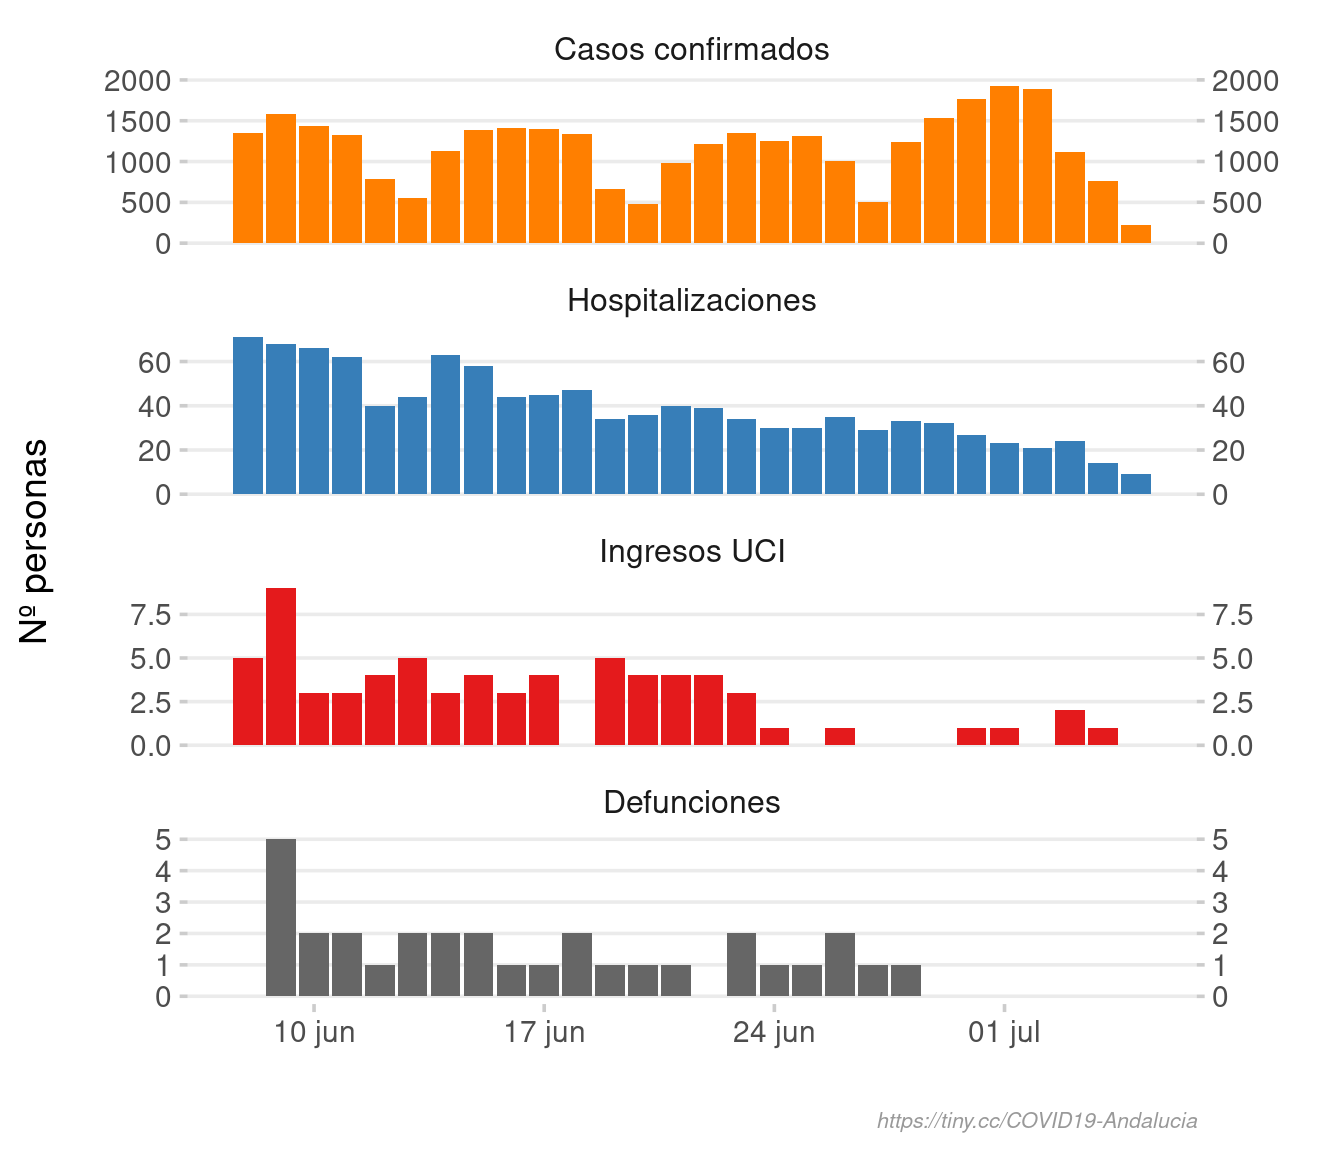 Casos confirmados
2000 2000
1500 1500
1000 1000
500 500
0 0
Hospitalizaciones
60 60
40 40
20 20
0 0
Nº personas
Ingresos UCI
7.5 7.5
5.0 5.0
2.5 2.5
0.0 0.0
Defunciones
5 5
4 4
3 3
2 2
1 1
0 0
10 jun 17 jun 24 jun 01 jul
https://tiny.cc/COVID19-Andalucia